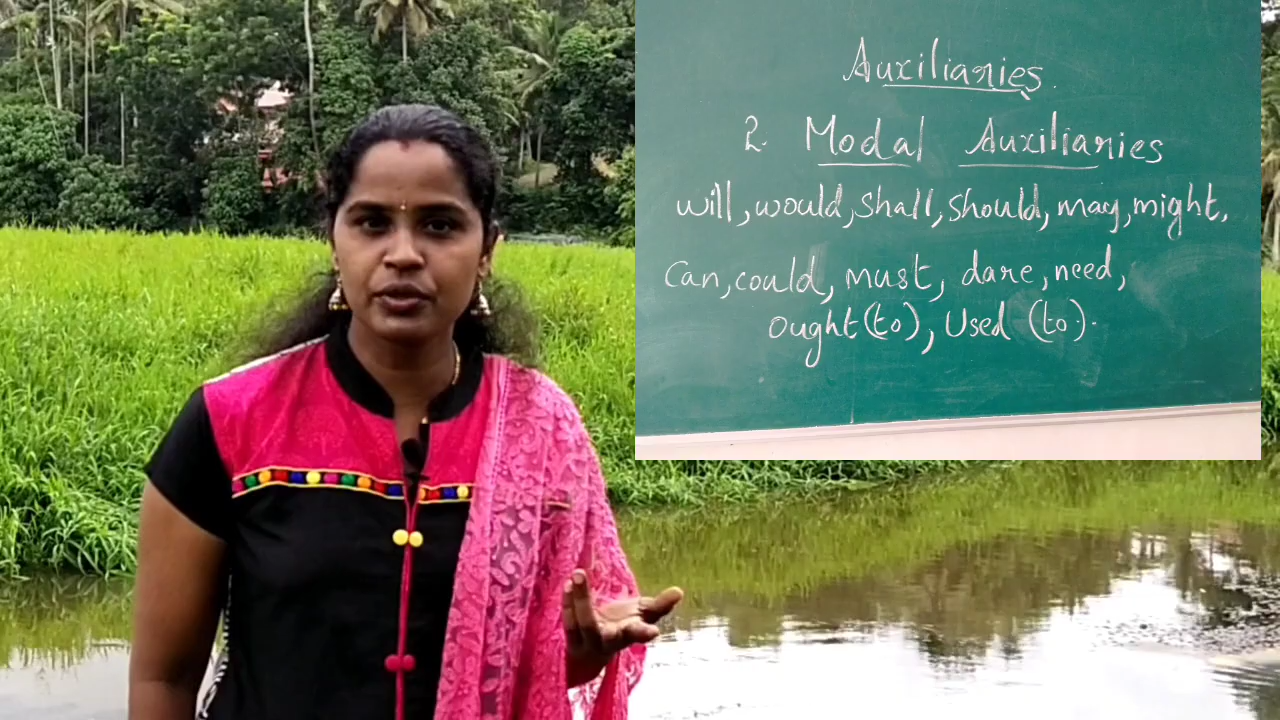 Auxiliaries.
2. Modal Auxiliaries
will, would, shall, should, may, might,
Can, could, must, dare, need,
ought (to), Used (to).